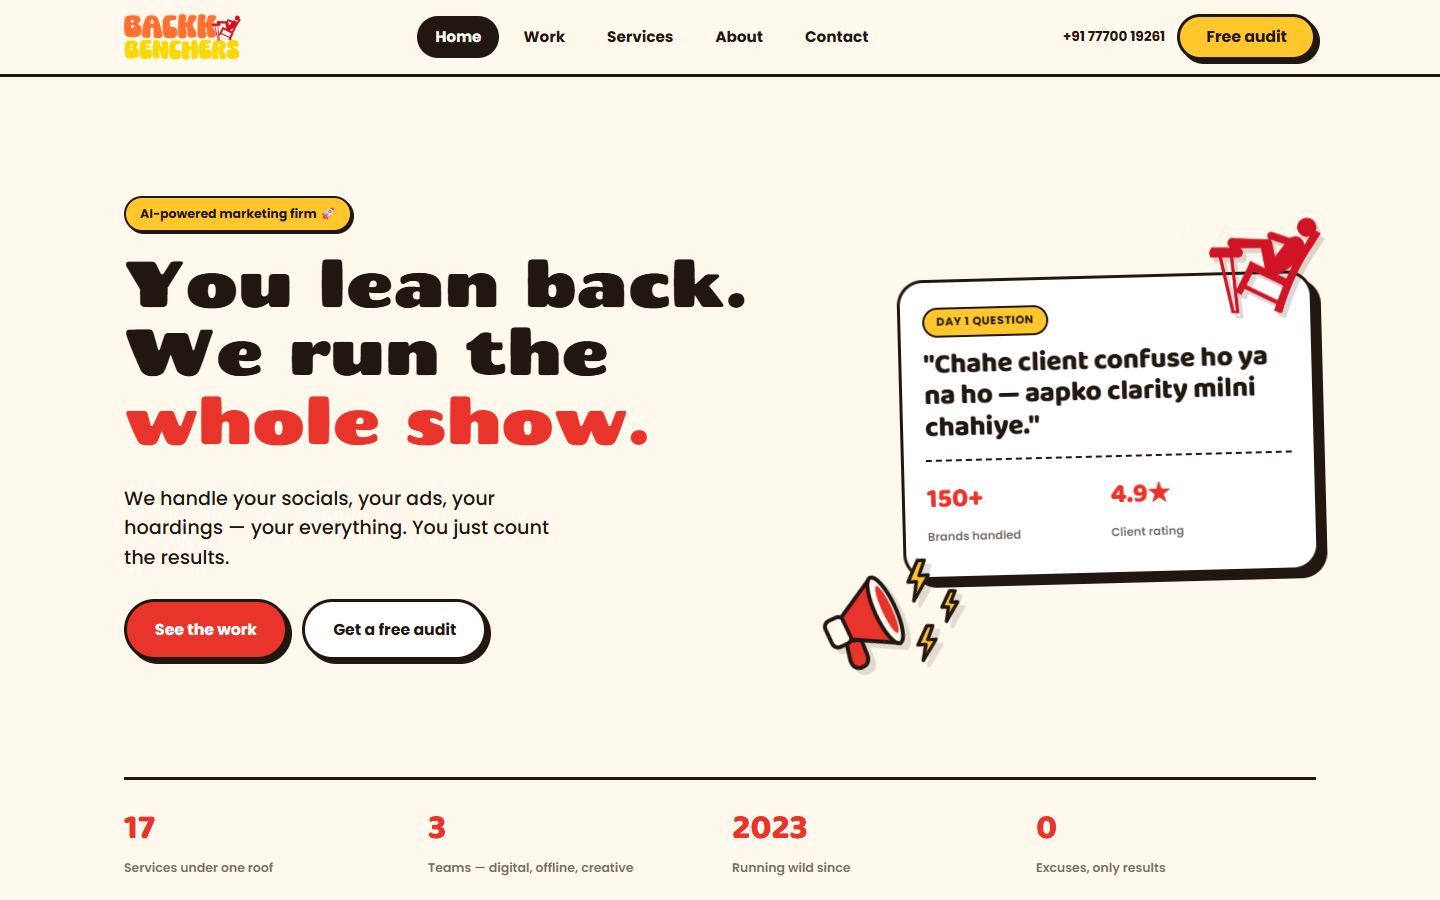 BACKK
BENCHERS
Home
Work
Services
About
Contact
+91 77700 19261
Free audit
AI-powered marketing firm 🚀
You lean back.
We run the
whole show.
We handle your socials, your ads, your
hoardings — your everything. You just count
the results.
See the work
Get a free audit
DAY 1 QUESTION
"Chahe client confuse ho ya
na ho — aapko clarity milni
chahiye."
150+
Brands handled
4.9★
Client rating
17
Services under one roof
3
Teams — digital, offline, creative
2023
Running wild since
0
Excuses, only results